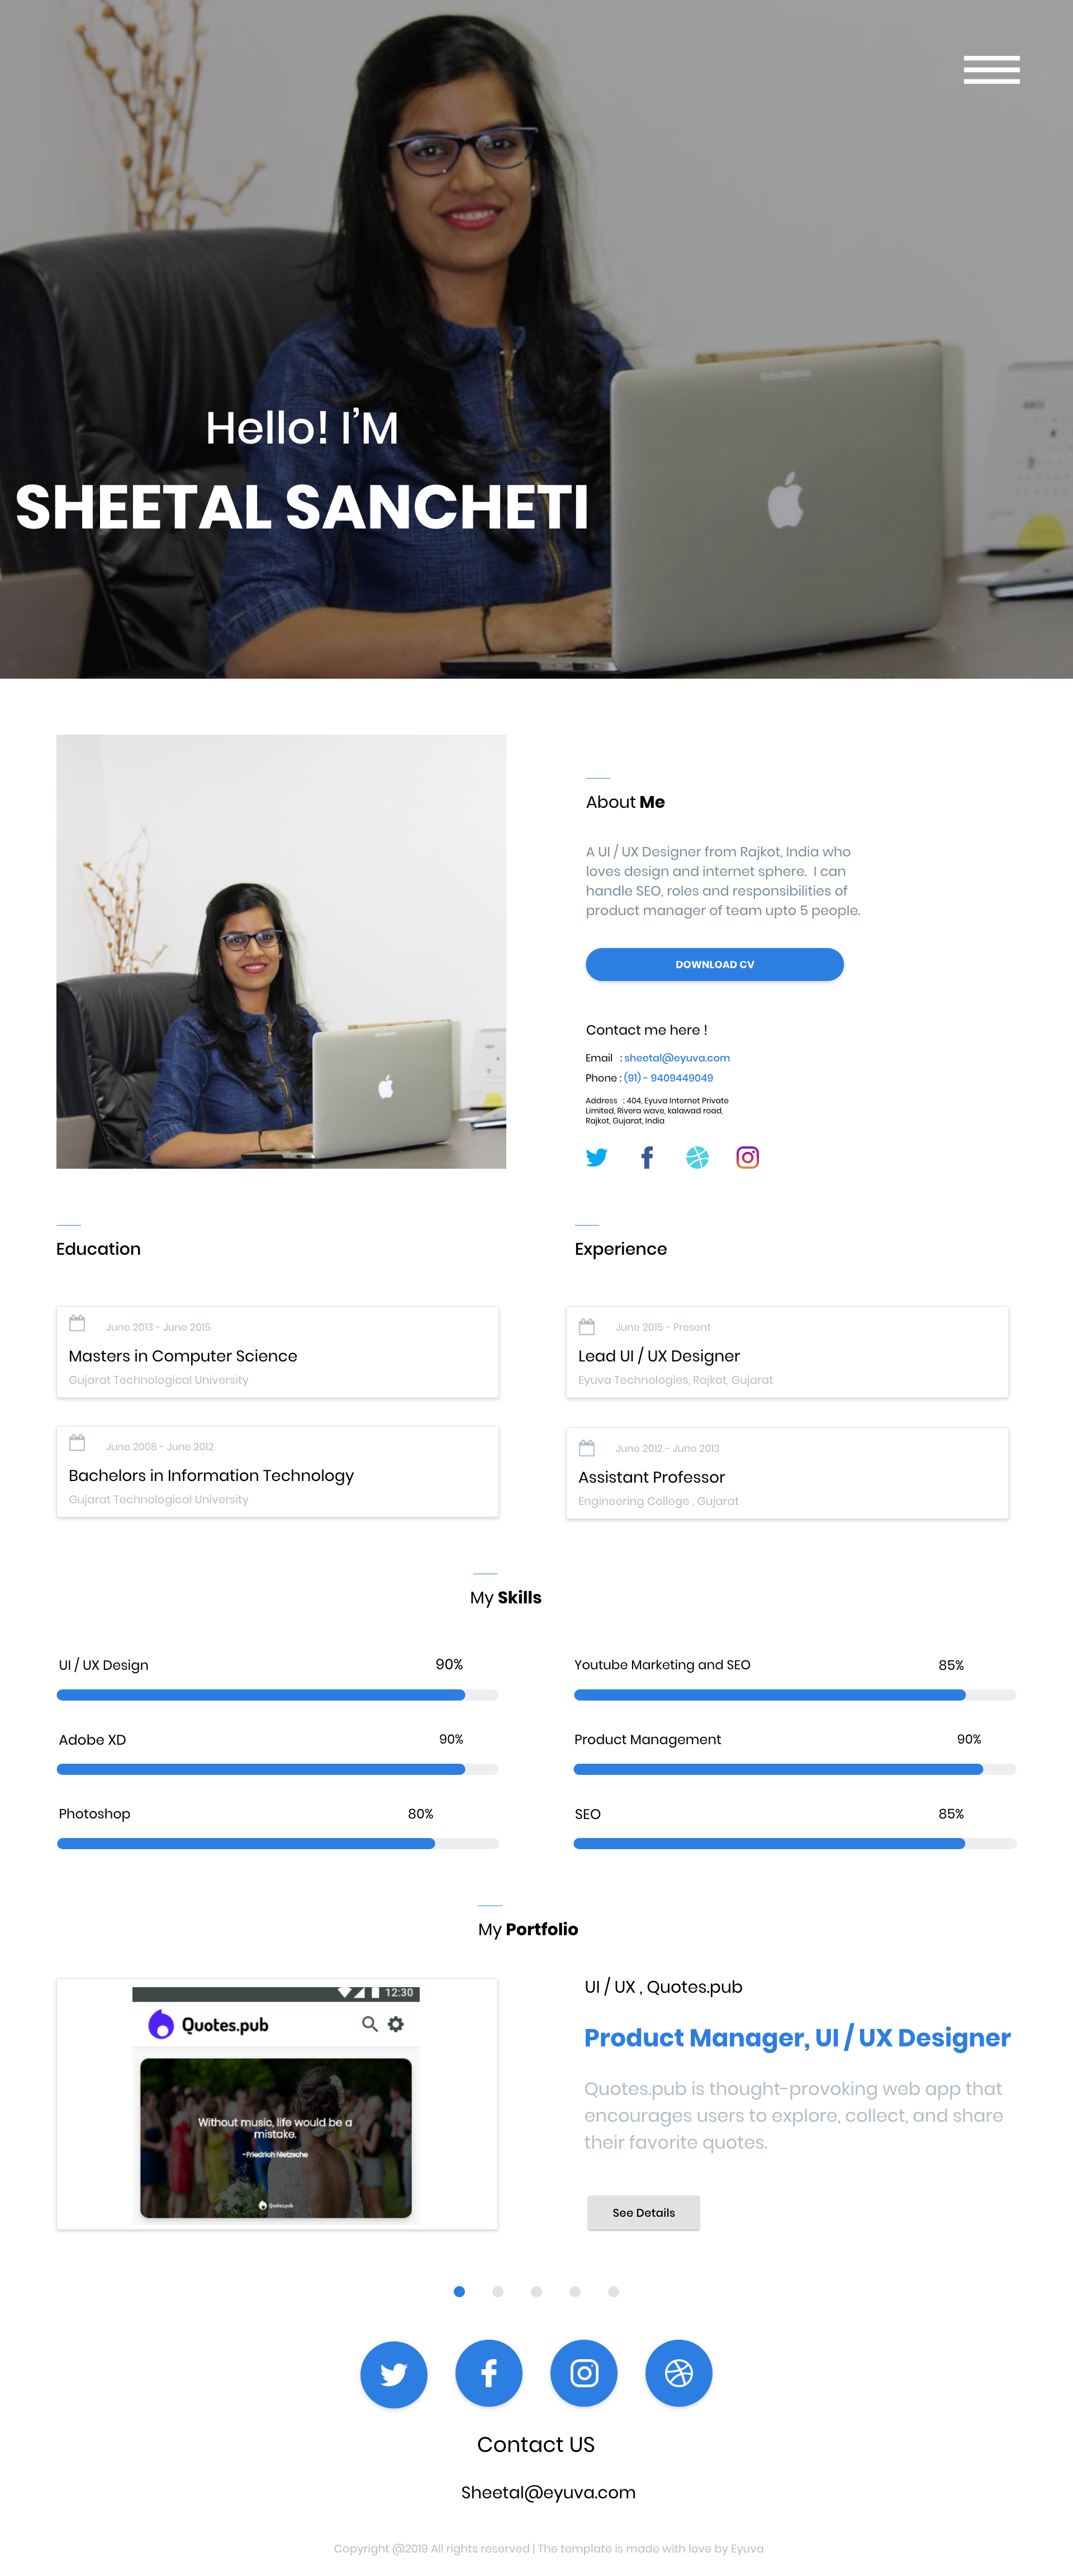 Hello! I'M
SHEETAL SANCHETI
About Me
A UI / UX Designer from Rajkot, India who
loves design and internet sphere. I can
handle SEO, roles and responsibilities of
product manager of team upto 5 people.
DOWNLOAD CV
Contact me here !
Email : sheetal@eyuva.com
Phone : (91) - 9409449049
Address : 404, Eyuva Internet Private
Limited, Rivera wave, kalawad road,
Rajkot, Gujarat, India
Education
June 2013 - June 2015
Masters in Computer Science
Gujarat Technological University
June 2008 - June 2012
Bachelors in Information Technology
Gujarat Technological University
Experience
June 2015 - Present
Lead UI / UX Designer
Eyuva Technologies, Rajkot, Gujarat
June 2012 - June 2013
Assistant Professor
Engineering College , Gujarat
My Skills
UI / UX Design 90%
Adobe XD 90%
Photoshop 80%
Youtube Marketing and SEO 85%
Product Management 90%
SEO 85%
My Portfolio
12:30
Quotes.pub
Without music, life would be a
mistake.
-Friedrich Nietzsche
Quotes.pub
UI / UX , Quotes.pub
Product Manager, UI / UX Designer
Quotes.pub is thought-provoking web app that
encourages users to explore, collect, and share
their favorite quotes.
See Details
Contact US
Sheetal@eyuva.com
Copyright @2019 All rights reserved | The template is made with love by Eyuva